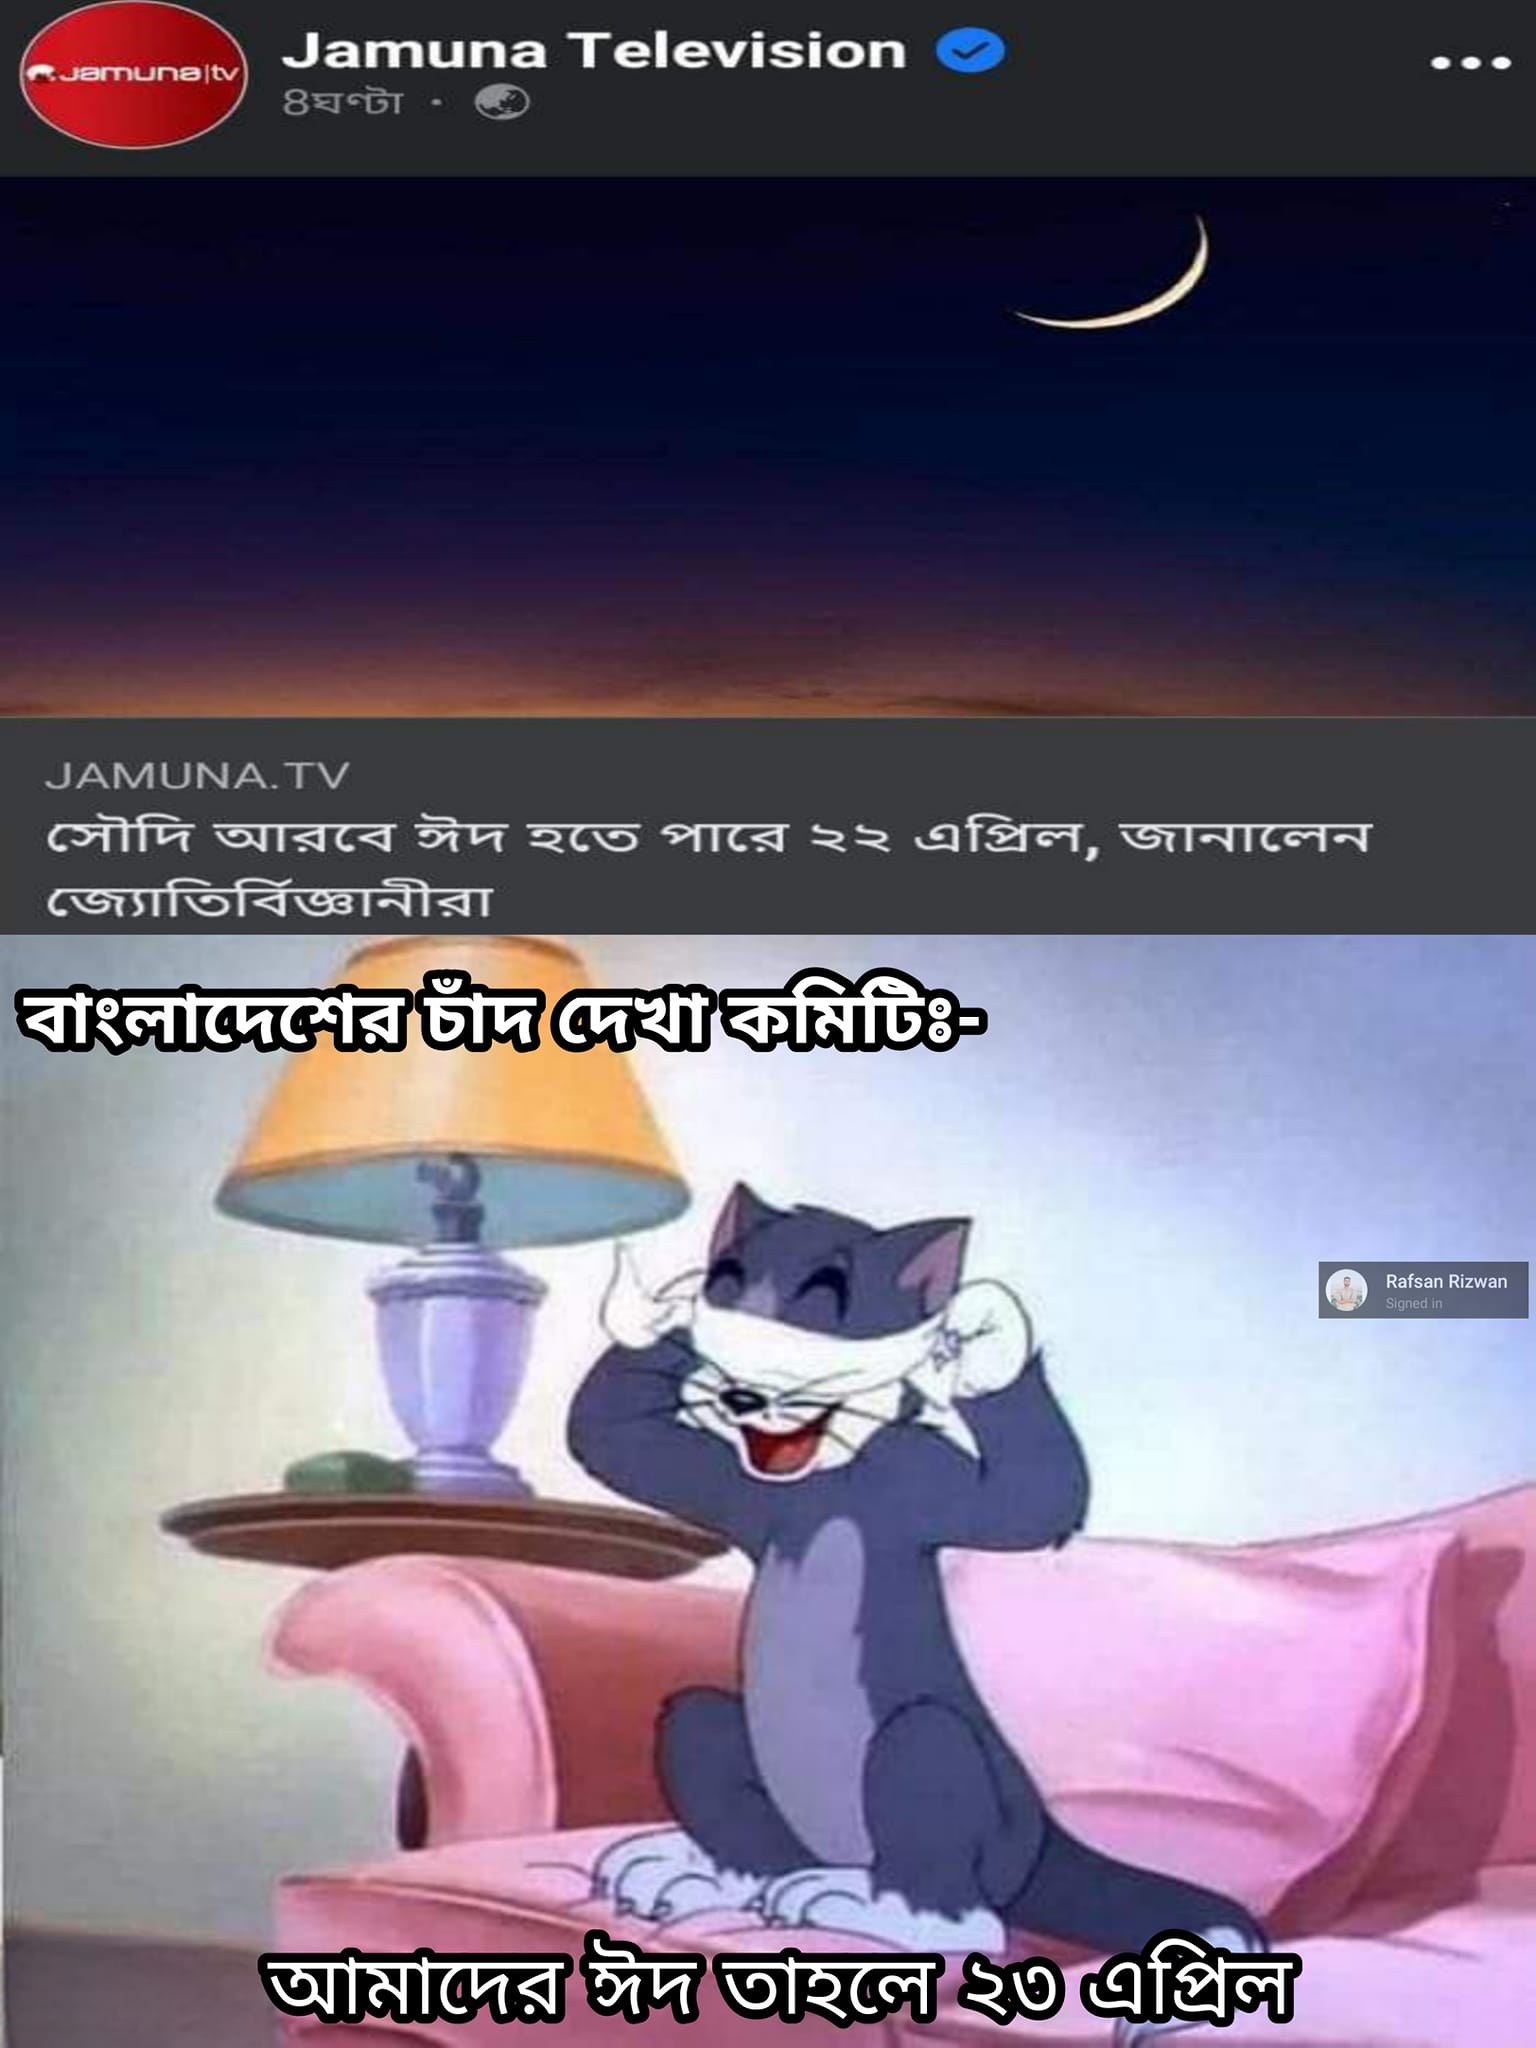 Jamuna Television
Jamuna|tv
৪ঘণ্টা ·
JAMUNA.TV
সৌদি আরবে ঈদ হতে পারে ২২ এপ্রিল, জানালেন
জ্যোতির্বিজ্ঞানীরা
বাংলাদেশের চাঁদ দেখা কমিটিঃ-
Rafsan Rizwan
Signed in
আমাদের ঈদ তাহলে ২৩ এপ্রিল